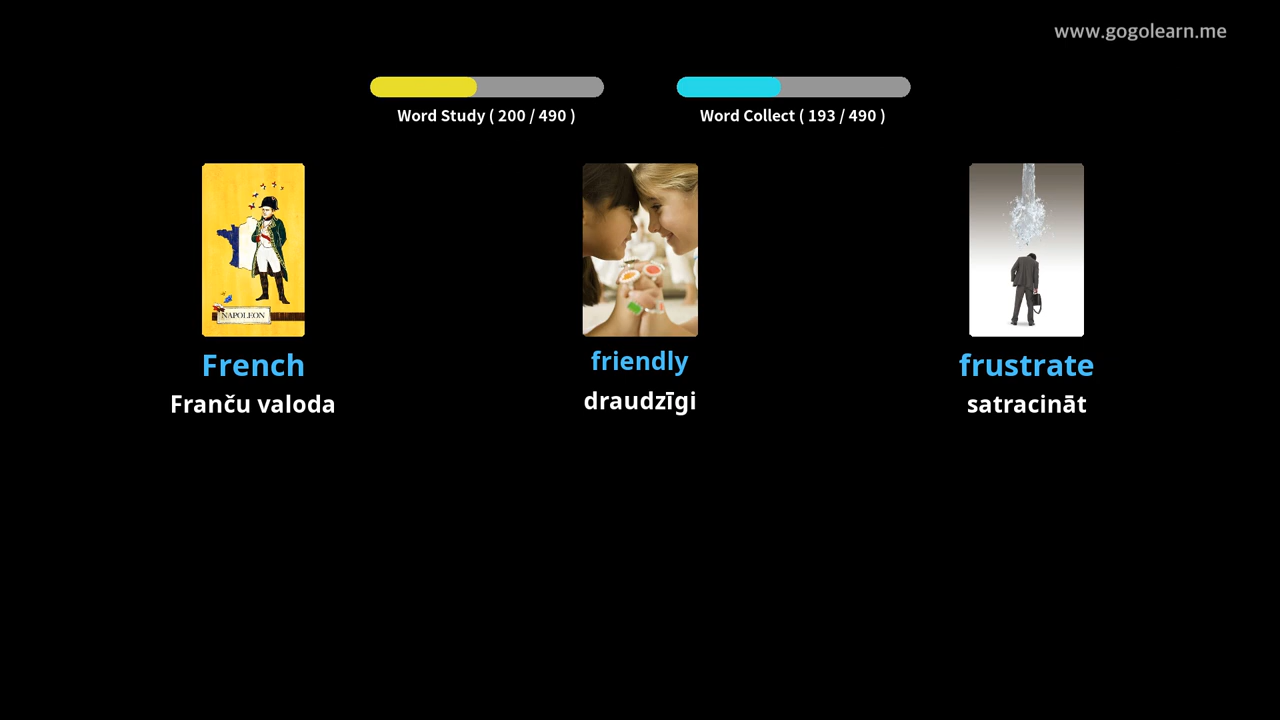 www.gogolearn.me
Word Study ( 200 / 490 )
Word Collect ( 193 / 490 )
NAPOLEON
French
friendly
frustrate
Franču valoda
draudzīgi
satracināt